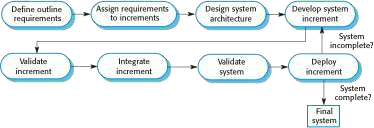 Define outline
requirements
Assign requirements
to increments
Design system
architecture
Develop system
increment
System
incomplete?
Validate
increment
Integrate
increment
Validate
system
Deploy
increment
System
complete?
Final
system